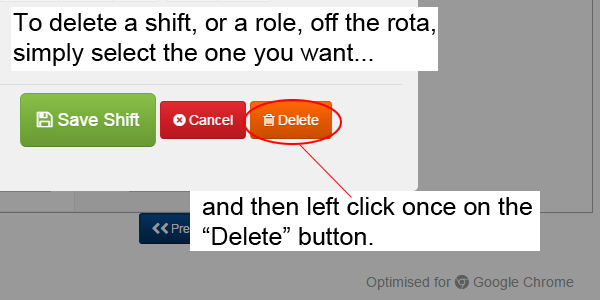 To delete a shift, or a role, off the rota,
simply select the one you want...
Save Shift
Cancel
Delete
and then left click once on the
“Delete” button.
Pre
Optimised for Google Chrome